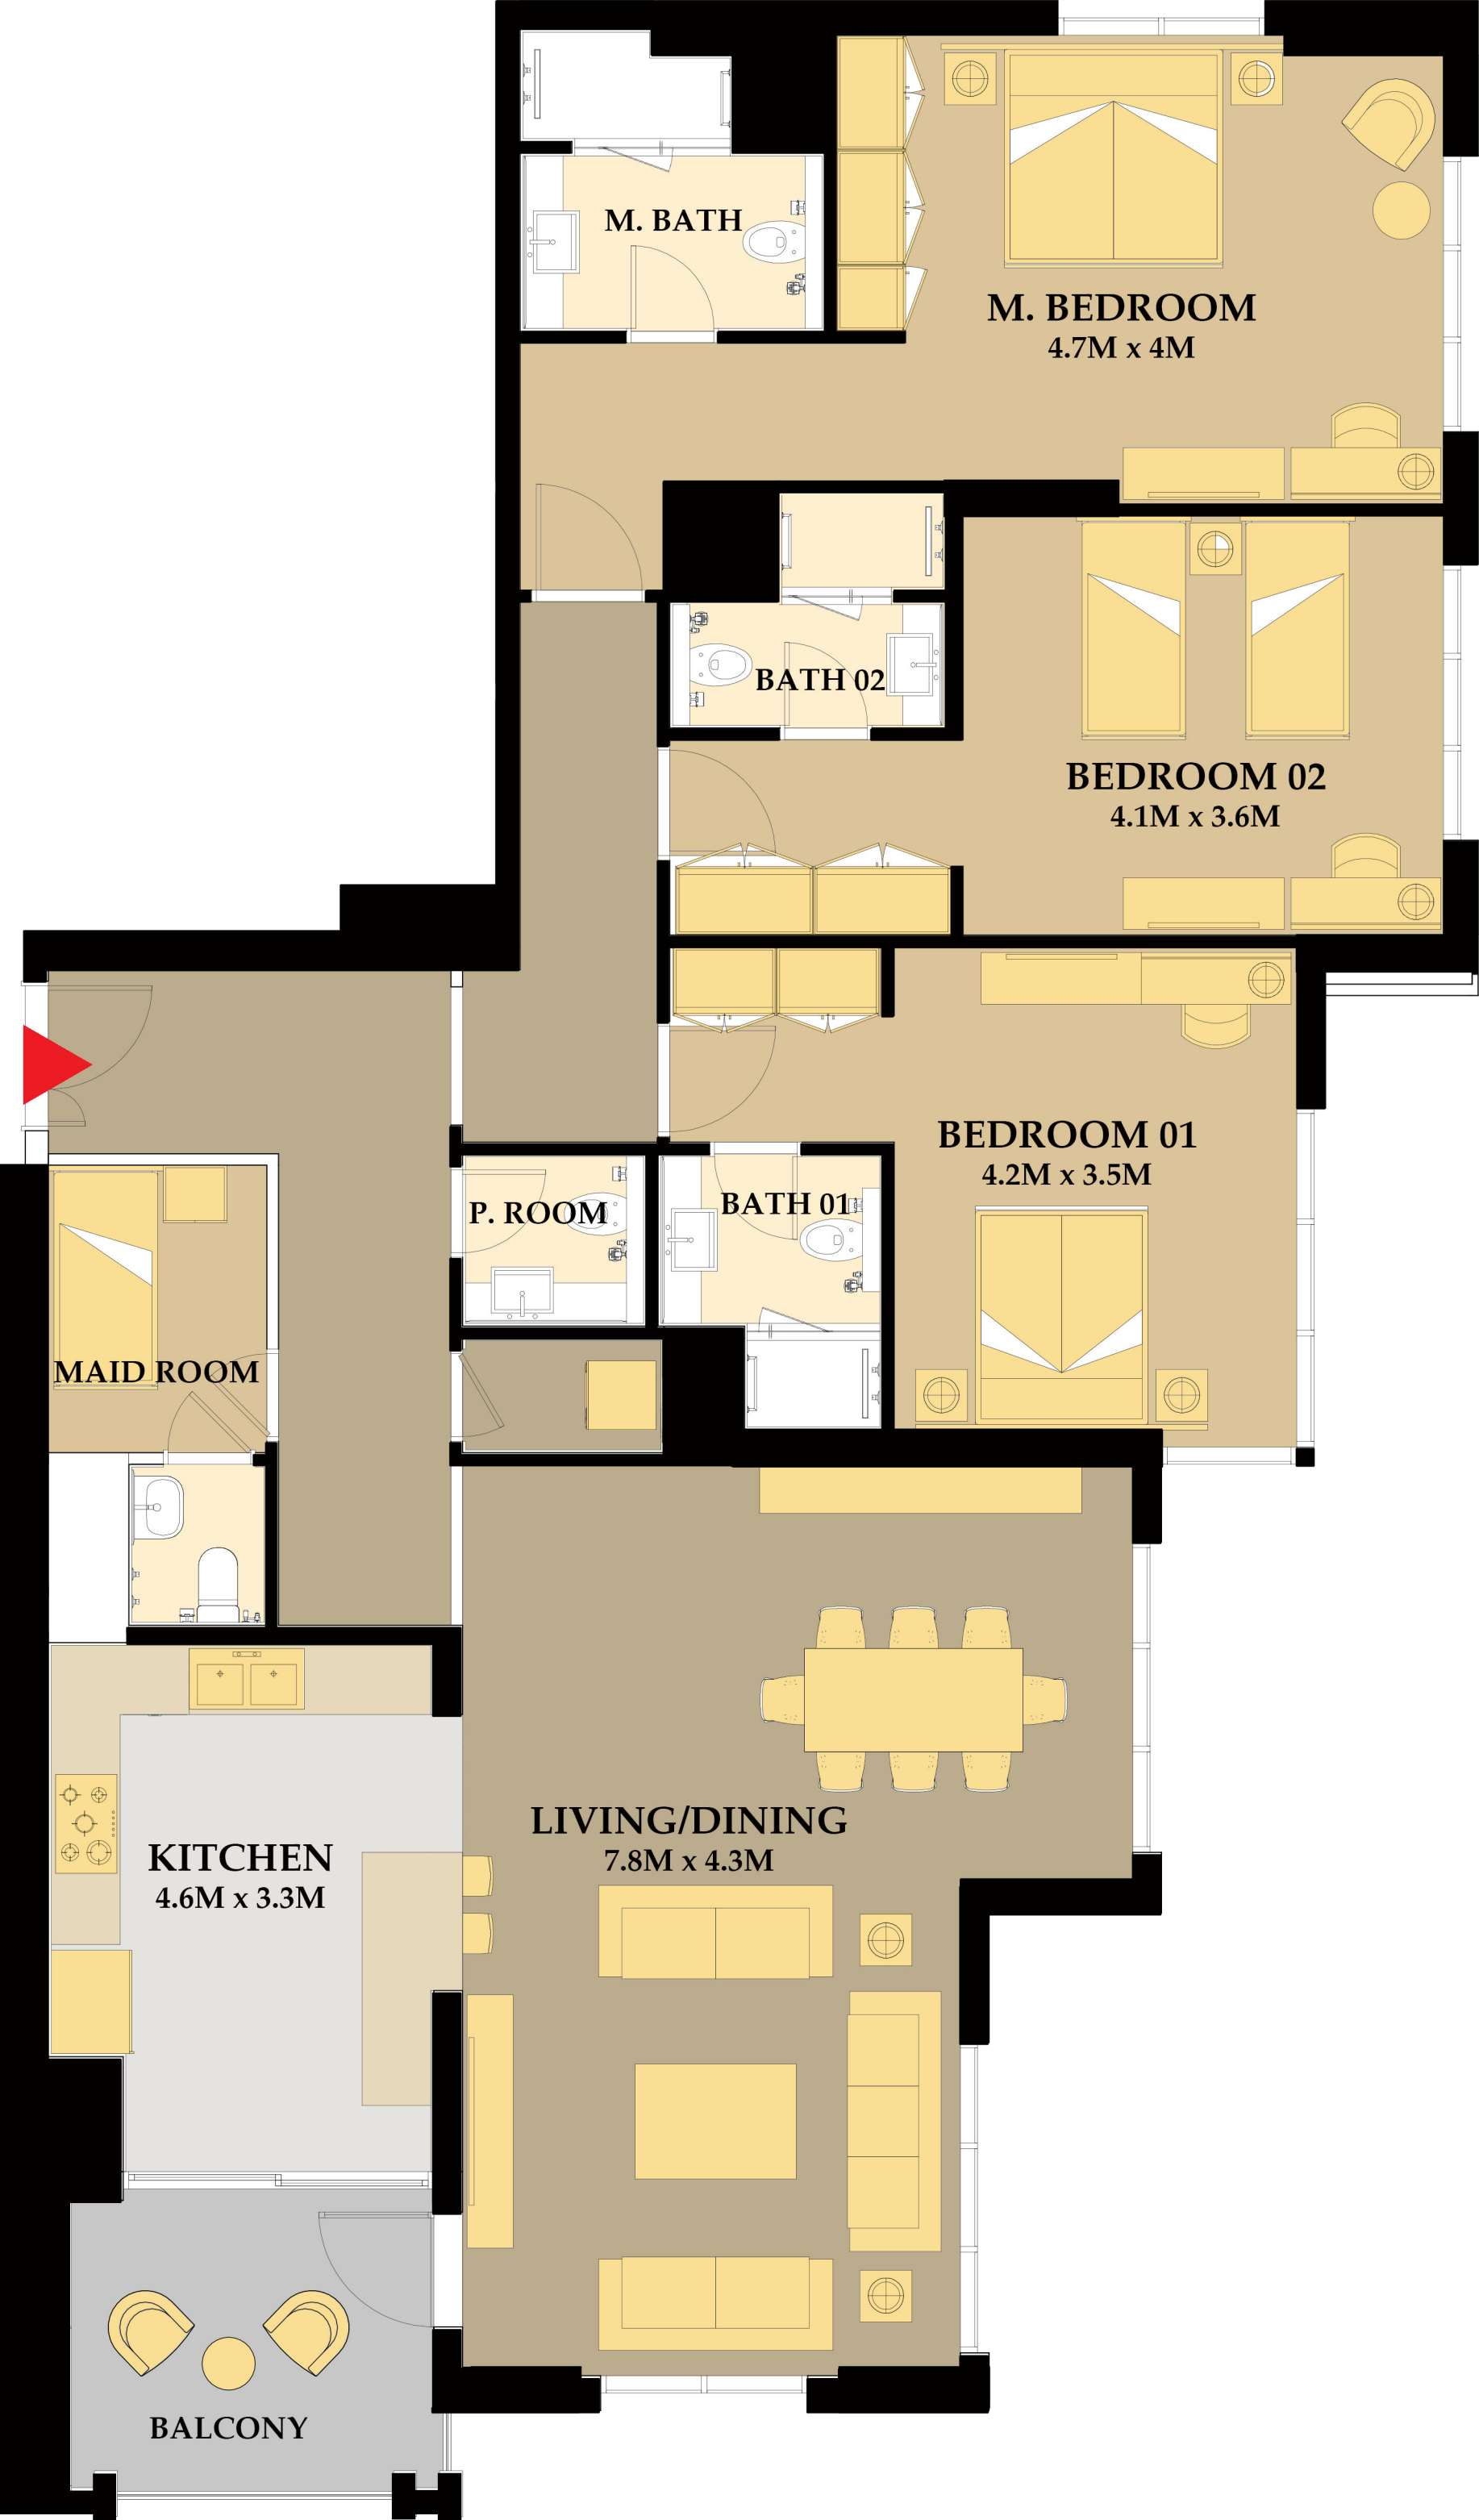 M. BATH
M. BEDROOM
4.7M x 4M
BATH 02
BEDROOM 02
4.1M x 3.6M
BEDROOM 01
4.2M x 3.5M
P. ROOM
BATH 01
MAID ROOM
LIVING/DINING
7.8M x 4.3M
KITCHEN
4.6M x 3.3M
BALCONY